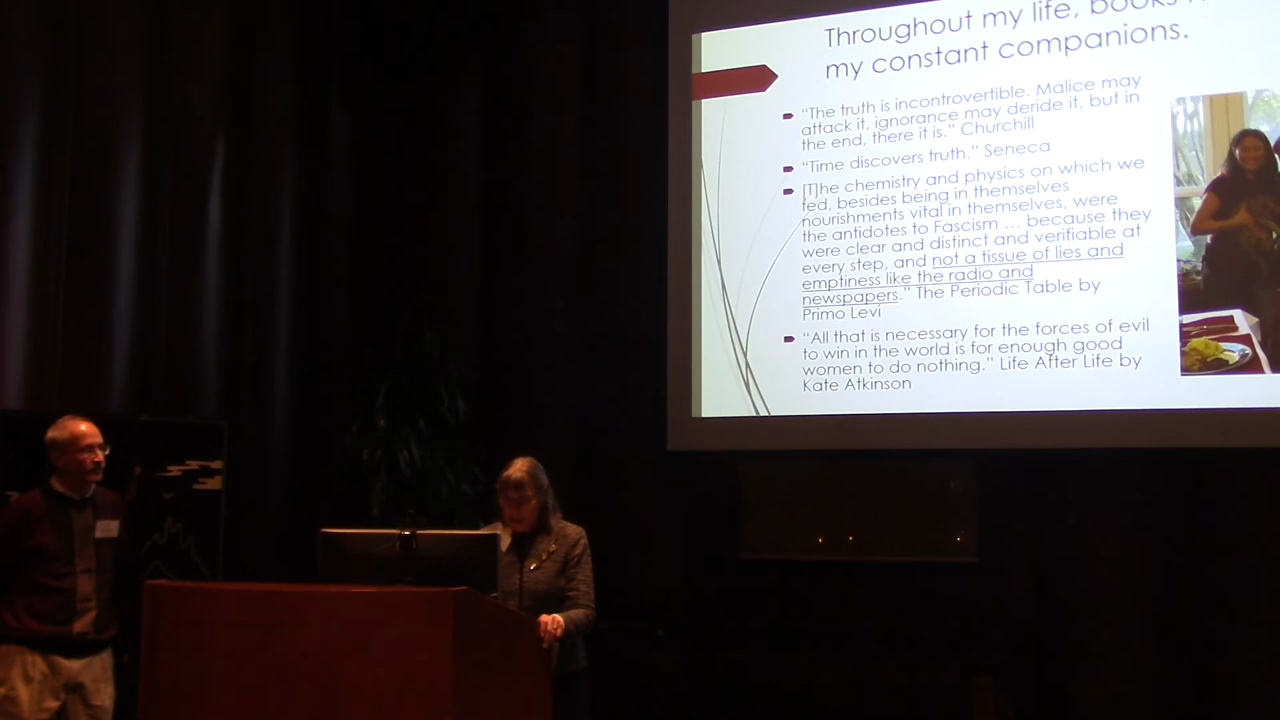 Throughout my life, books
my constant companions.
"The truth is incontrovertible. Malice may
attack it, ignorance may deride it, but in
the end, there it is." Churchill
"Time discovers truth." Seneca
[T]he chemistry and physics on which we
fed, besides being in themselves
nourishments vital in themselves, were
the antidotes to Fascism … because they
were clear and distinct and verifiable at
every step, and not a tissue of lies and
emptiness like the radio and
newspapers." The Periodic Table by
Primo Levi
"All that is necessary for the forces of evil
to win in the world is for enough good
women to do nothing." Life After Life by
Kate Atkinson